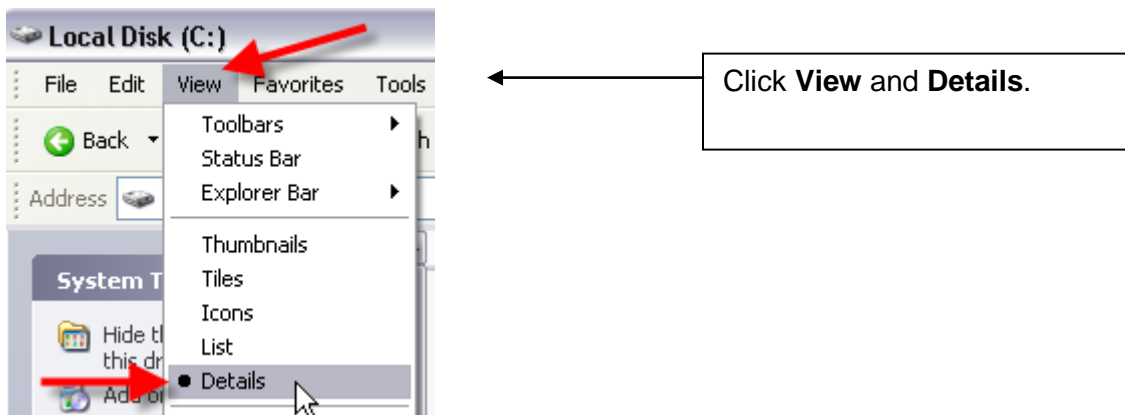 Local Disk (C:)
File Edit View Favorites Tools
Back
Address
Toolbars
Status Bar
Explorer Bar
Thumbnails
Tiles
Icons
List
Details
System T
Hide t
this dr
Click View and Details.